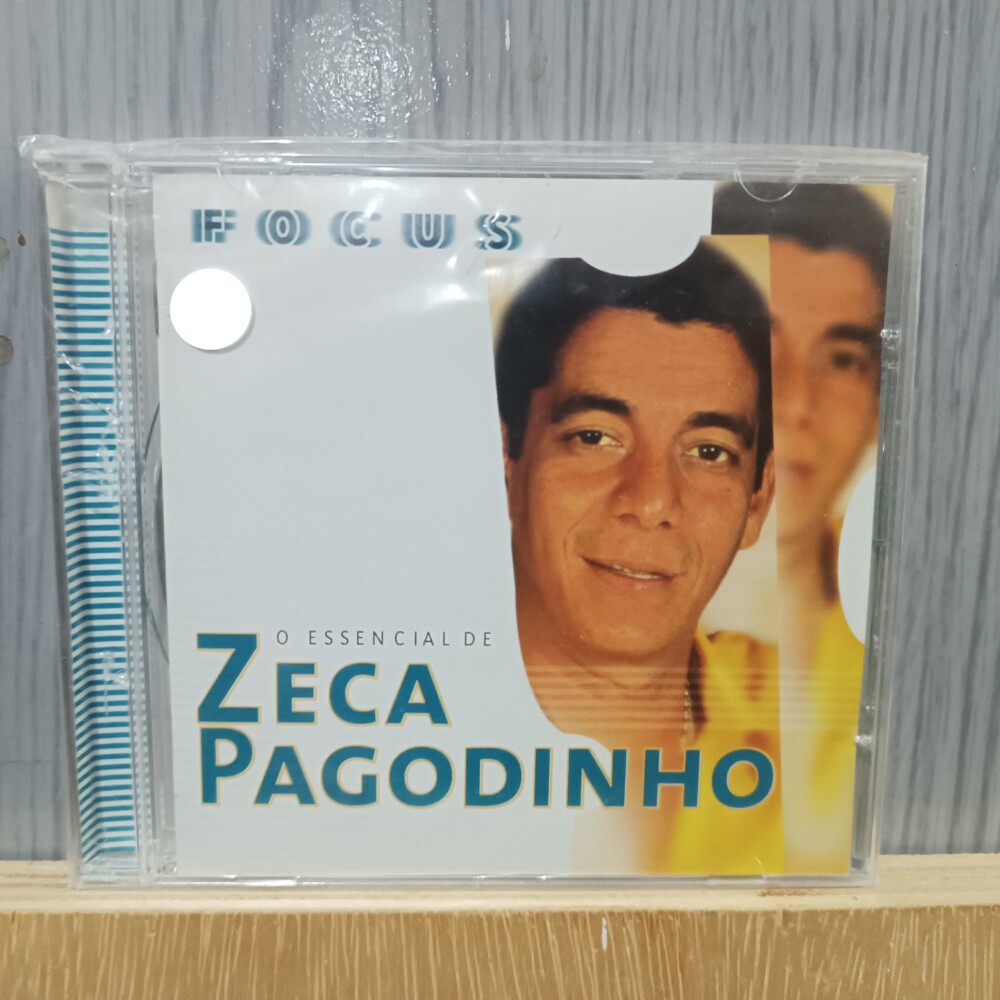 FOCUS
O ESSENCIAL DE
ZECA
PAGODINHO